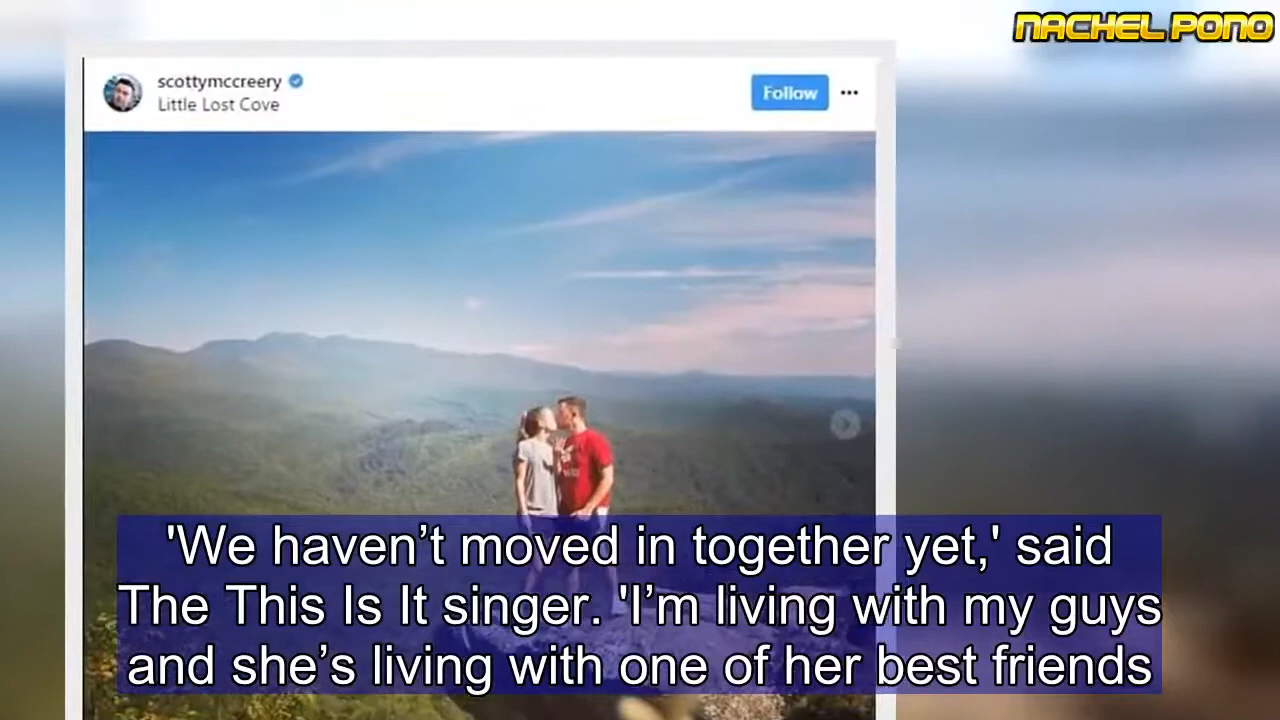 NACHEL PONO
scottymccreery
Little Lost Cove
Follow
'We haven’t moved in together yet,' said
The This Is It singer. 'I’m living with my guys
and she’s living with one of her best friends